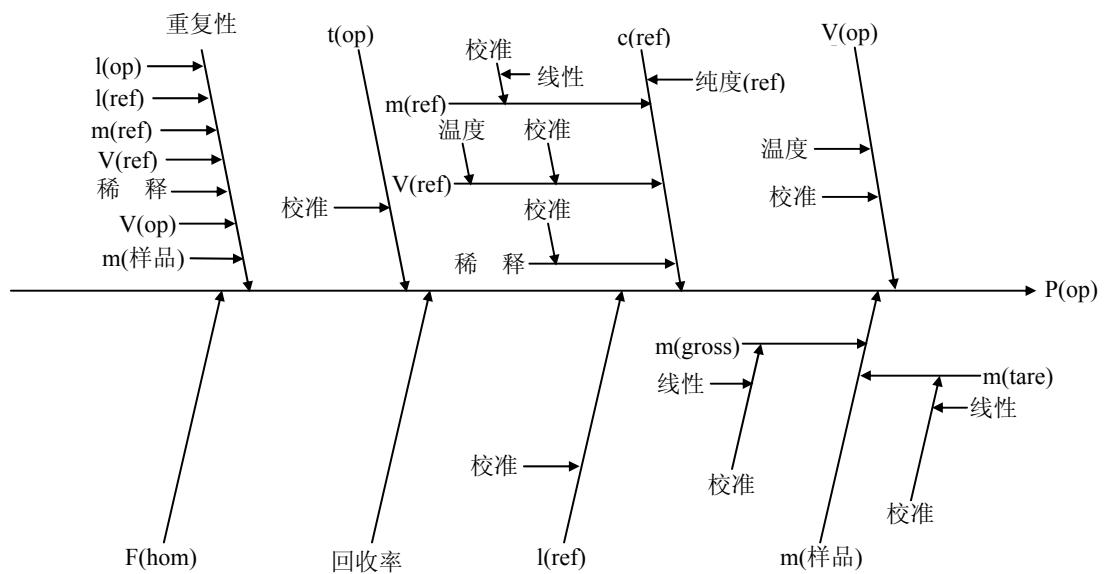 重复性
l(op)
l(ref)
m(ref)
V(ref)
稀 释
V(op)
m(样品)
t(op)
校准
c(ref)
纯度(ref)
校准
线性
m(ref)
温度
校准
V(ref)
校准
稀 释
V(op)
温度
校准
P(op)
F(hom)
回收率
l(ref)
校准
m(样品)
m(gross)
线性
校准
m(tare)
线性
校准